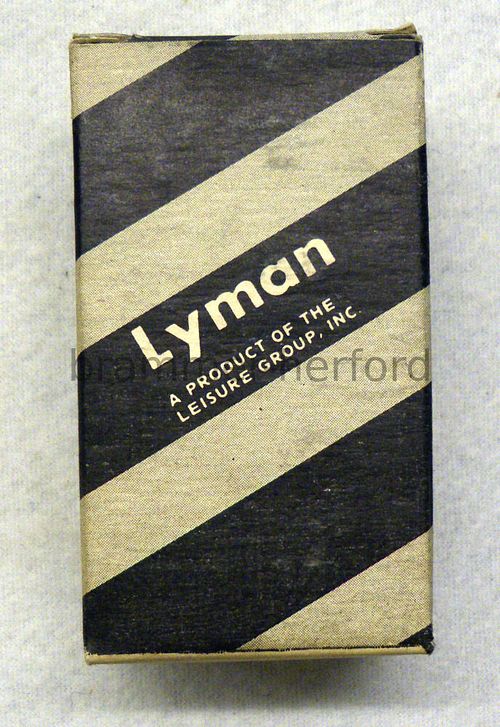 Lyman
A PRODUCT OF THE
LEISURE GROUP, INC.